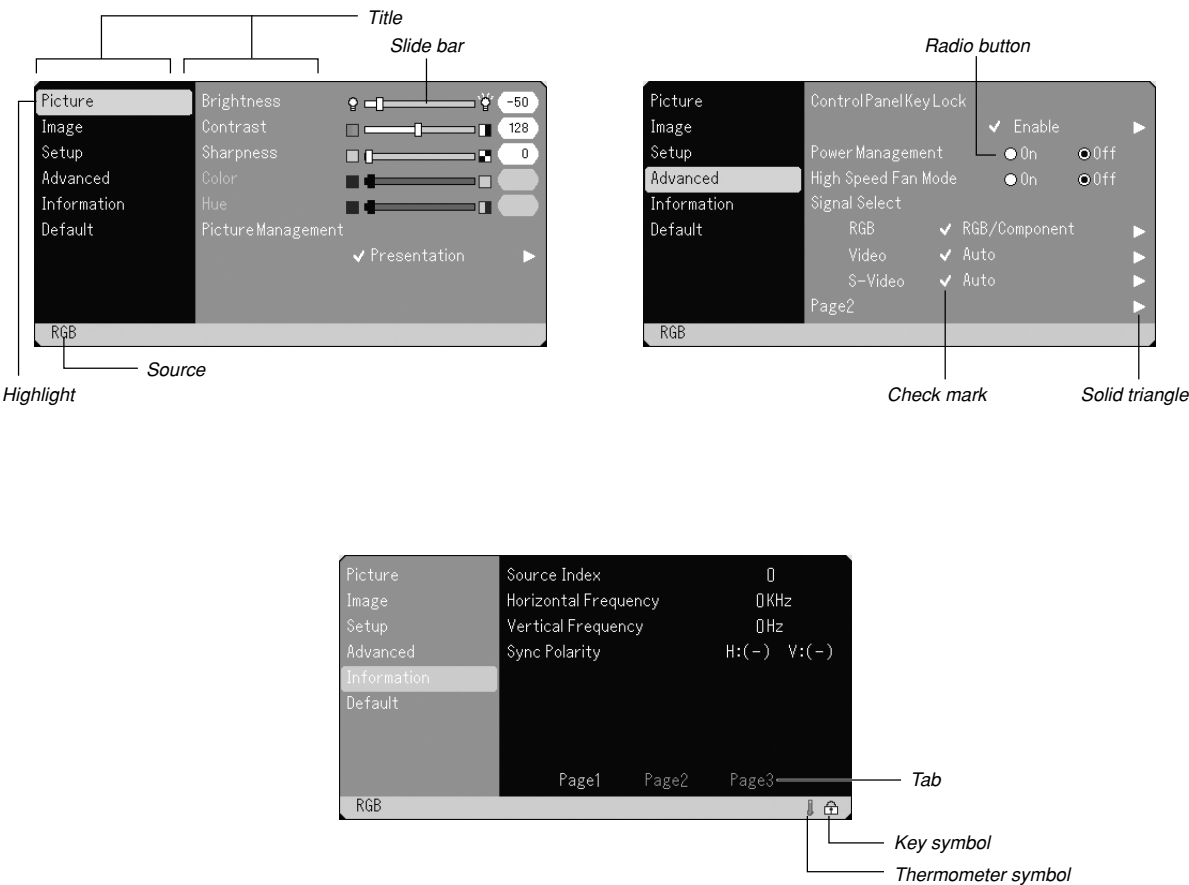 Title
Slide bar
Radio button
Picture
Image
Setup
Advanced
Information
Default
Brightness -50
Contrast 128
Sharpness 0
Color
Hue
Picture Management
Presentation
RGB
Source
Highlight
Picture
Image
Setup
Advanced
Information
Default
Control Panel Key Lock
Enable
Power Management On Off
High Speed Fan Mode On Off
Signal Select
RGB RGB/Component
Video Auto
S-Video Auto
Page2
RGB
Check mark
Solid triangle
Picture
Image
Setup
Advanced
Information
Default
Source Index 0
Horizontal Frequency 0KHz
Vertical Frequency 0Hz
Sync Polarity H:(-) V:(-)
Page1 Page2 Page3
RGB
Tab
Key symbol
Thermometer symbol